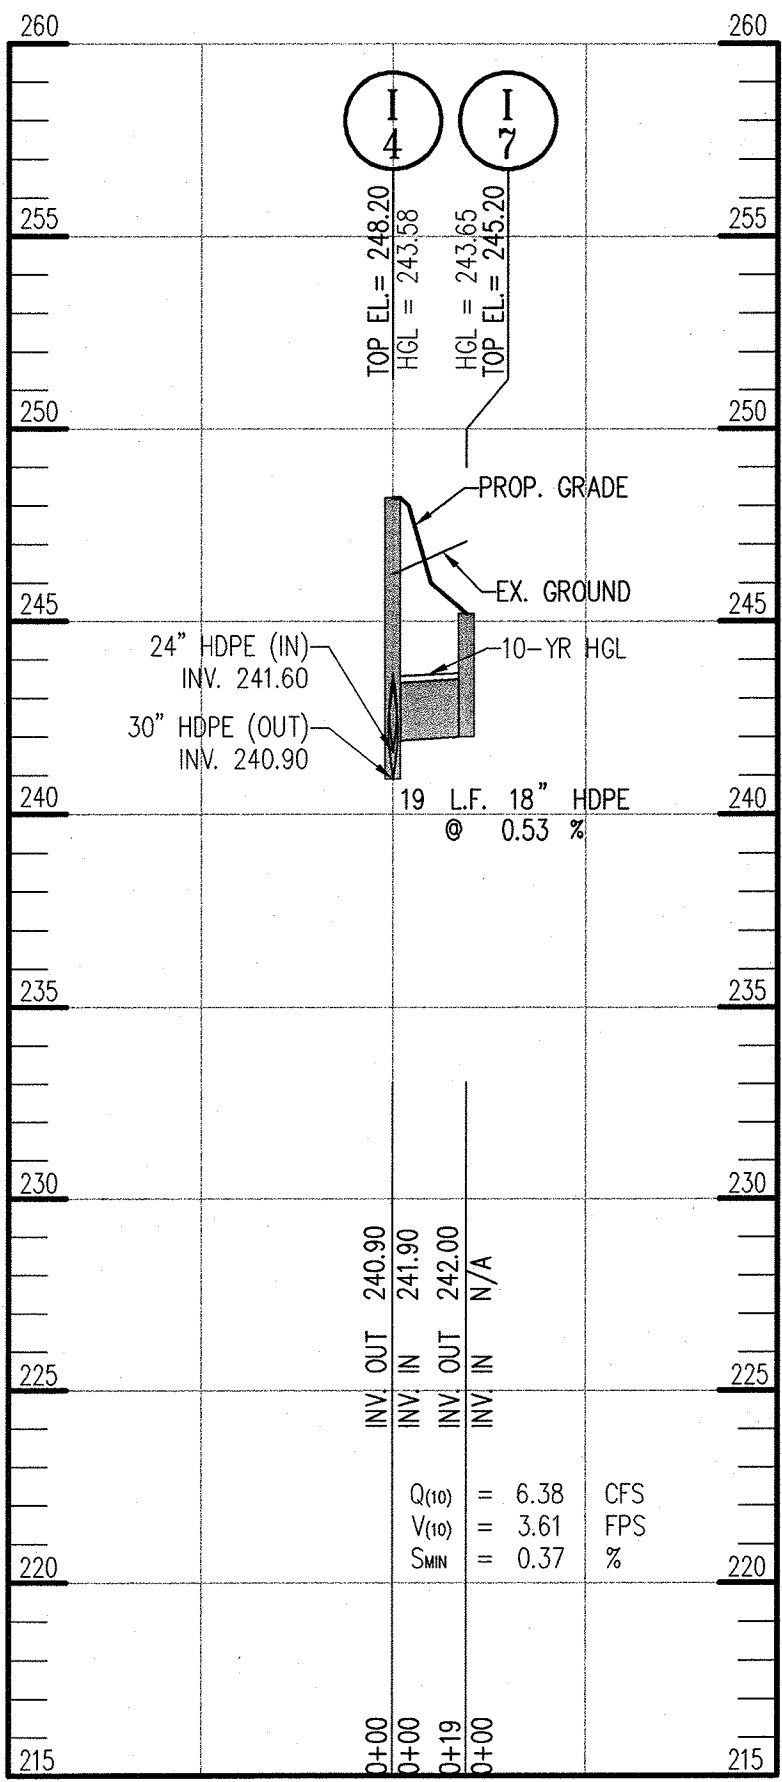 260 260
I
4
I
7
TOP EL.= 248.20
HGL = 243.58
HGL = 243.65
TOP EL.= 245.20
255 255
250 250
PROP. GRADE
EX. GROUND
245 245
24" HDPE (IN)
INV. 241.60
10-YR HGL
30" HDPE (OUT)
INV. 240.90
240 240
19 L.F. 18" HDPE
@ 0.53 %
235 235
230 230
INV. OUT 240.90
INV. IN 241.90
INV. OUT 242.00
INV. IN N/A
225 225
Q(10) = 6.38 CFS
V(10) = 3.61 FPS
SMIN = 0.37 %
220 220
0+00
0+00
0+19
0+00
215 215